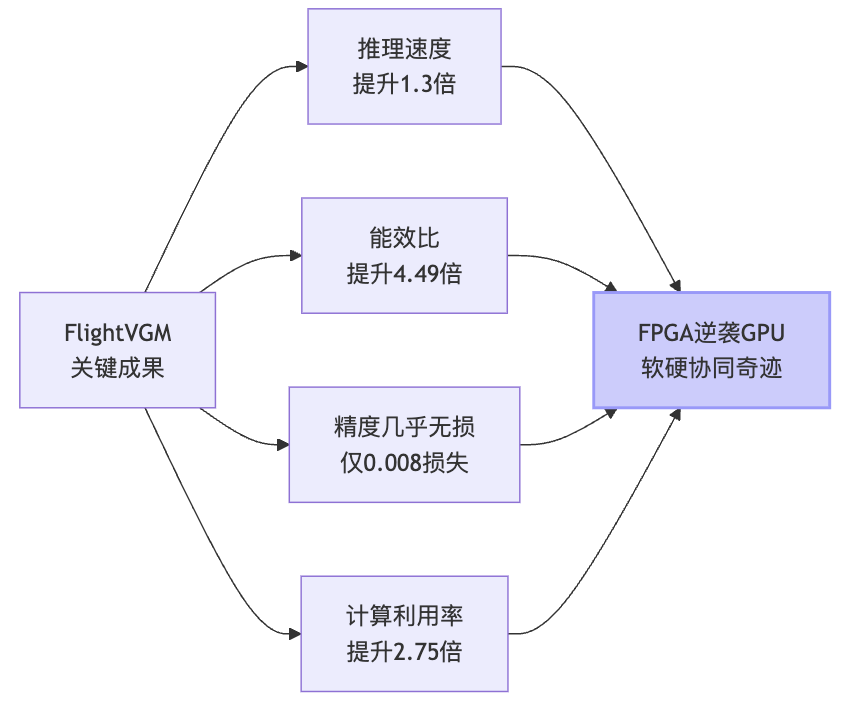 推理速度
提升1.3倍
能效比
提升4.49倍
FlightVGM
关键成果
FPGA逆袭GPU
软硬协同奇迹
精度几乎无损
仅0.008损失
计算利用率
提升2.75倍